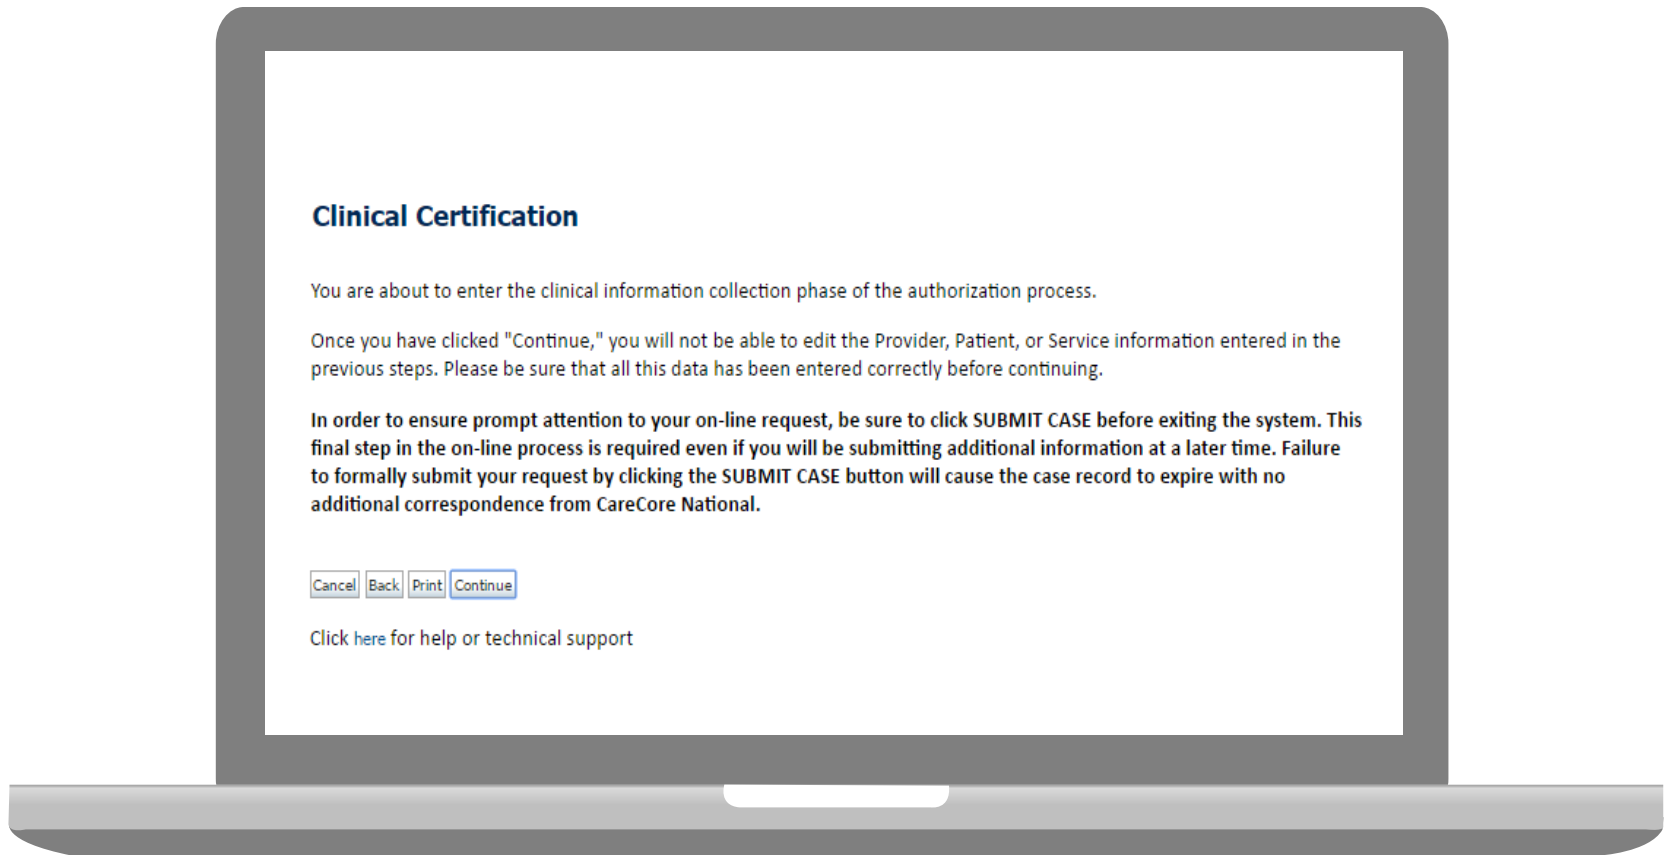 Clinical Certification
You are about to enter the clinical information collection phase of the authorization process.
Once you have clicked "Continue," you will not be able to edit the Provider, Patient, or Service information entered in the
previous steps. Please be sure that all this data has been entered correctly before continuing.
In order to ensure prompt attention to your on-line request, be sure to click SUBMIT CASE before exiting the system. This
final step in the on-line process is required even if you will be submitting additional information at a later time. Failure
to formally submit your request by clicking the SUBMIT CASE button will cause the case record to expire with no
additional correspondence from CareCore National.
Cancel Back Print Continue
Click here for help or technical support